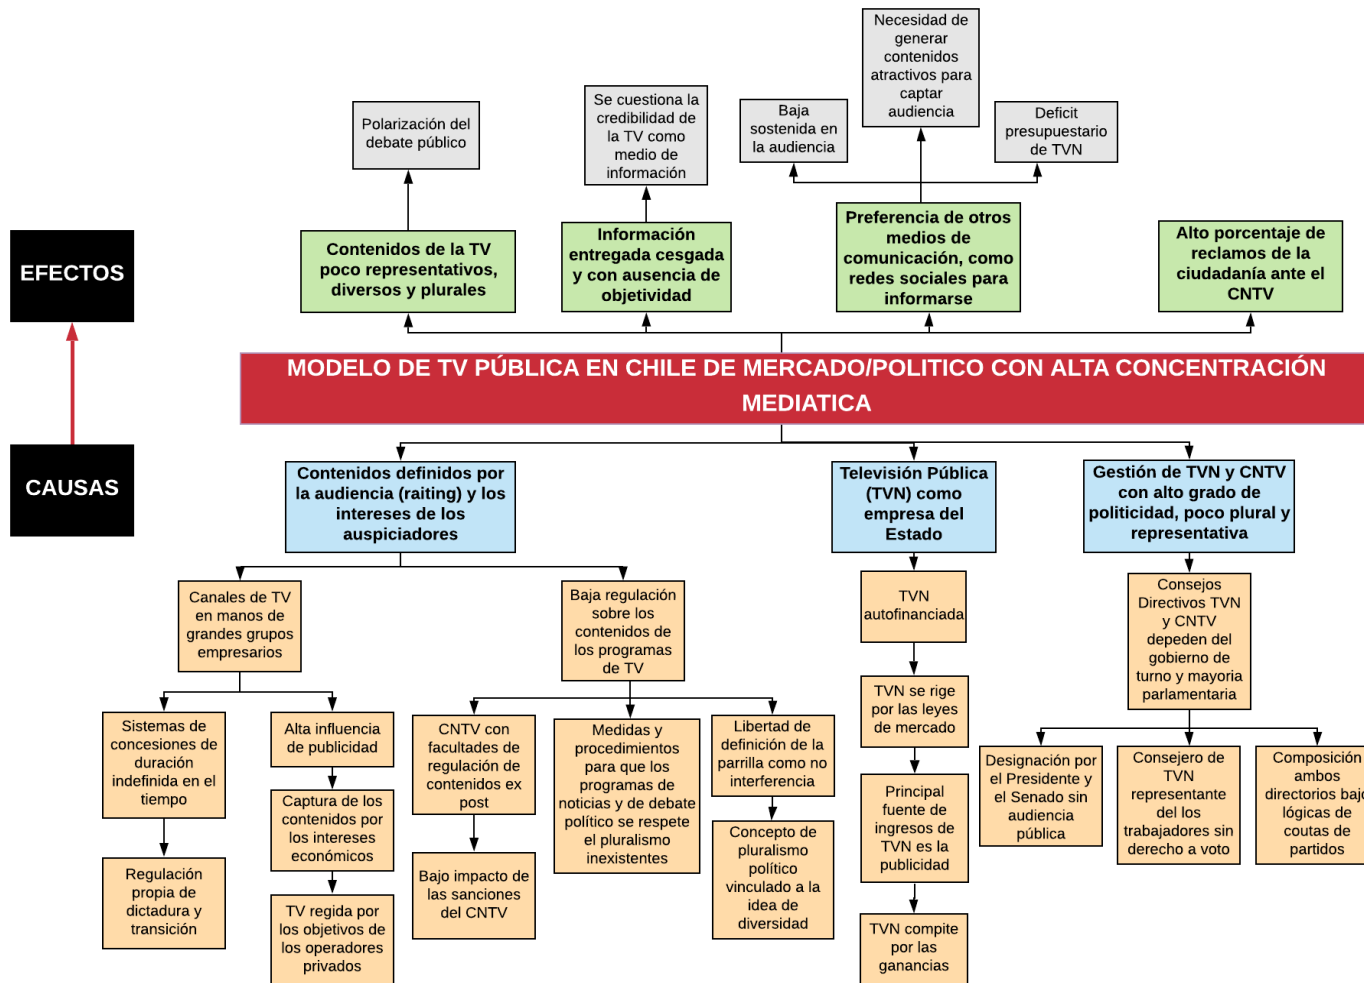 Necesidad de
generar
contenidos
atractivos para
captar
audiencia
Polarización del
debate público
Se cuestiona la
credibilidad de
la TV como
medio de
información
Baja
sostenida en
la audiencia
Deficit
presupuestario
de TVN
EFECTOS
Contenidos de la TV
poco representativos,
diversos y plurales
Información
entregada cesgada
y con ausencia de
objetividad
Preferencia de otros
medios de
comunicación, como
redes sociales para
informarse
Alto porcentaje de
reclamos de la
ciudadanía ante el
CNTV
MODELO DE TV PÚBLICA EN CHILE DE MERCADO/POLITICO CON ALTA CONCENTRACIÓN
MEDIATICA
CAUSAS
Contenidos definidos por
la audiencia (raiting) y los
intereses de los
auspiciadores
Televisión Pública
(TVN) como
empresa del
Estado
Gestión de TVN y CNTV
con alto grado de
politicidad, poco plural y
representativa
Canales de TV
en manos de
grandes grupos
empresarios
Baja regulación
sobre los
contenidos de
los programas
de TV
TVN
autofinanciada
Consejos
Directivos TVN
y CNTV
depeden del
gobierno de
turno y mayoria
parlamentaria
Sistemas de
concesiones de
duración
indefinida en el
tiempo
Alta influencia
de publicidad
CNTV con
facultades de
regulación de
contenidos ex
post
Medidas y
procedimientos
para que los
programas de
noticias y de debate
político se respete
el pluralismo
inexistentes
Libertad de
definición de la
parrilla como no
interferencia
TVN se rige
por las leyes
de mercado
Designación por
el Presidente y
el Senado sin
audiencia
pública
Consejero de
TVN
representante
del los
trabajadores sin
derecho a voto
Composición
ambos
directorios bajo
lógicas de
coutas de
partidos
Regulación
propia de
dictadura y
transición
Captura de los
contenidos por
los intereses
económicos
Bajo impacto de
las sanciones
del CNTV
Concepto de
pluralismo
político
vinculado a la
idea de
diversidad
Principal
fuente de
ingresos de
TVN es la
publicidad
TV regida por
los objetivos de
los operadores
privados
TVN compite
por las
ganancias